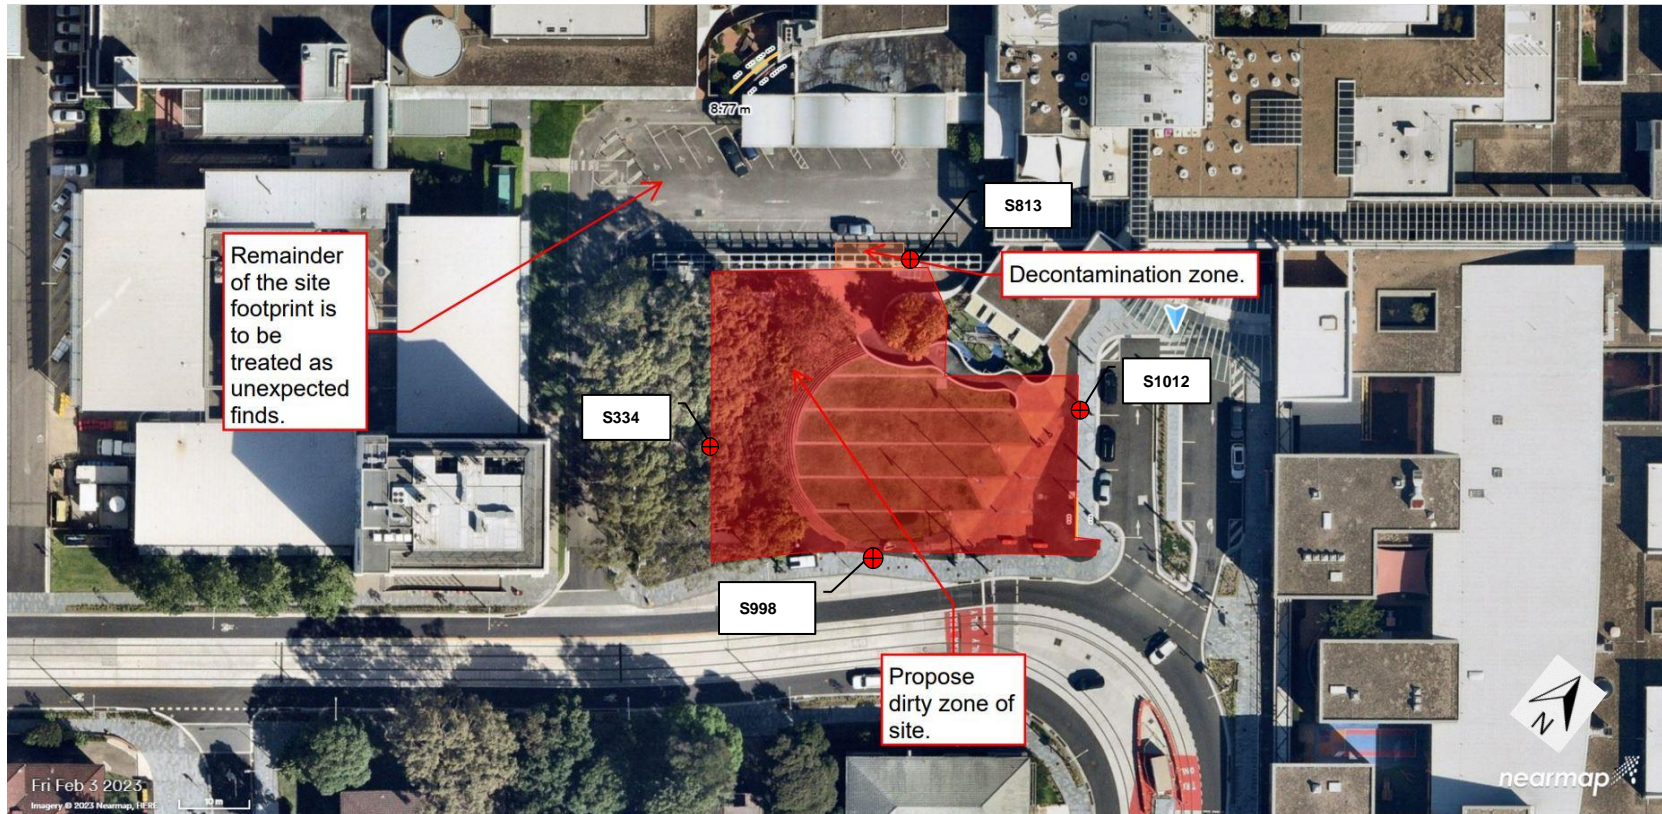 8.77 m
S813
Remainder
of the site
footprint is
to be
treated as
unexpected
finds.
Decontamination zone.
S1012
S334
S998
Propose
dirty zone of
site.
N
Fri Feb 3 2023
Imagery © 2023 Nearmap, HERE
10 m
nearmap